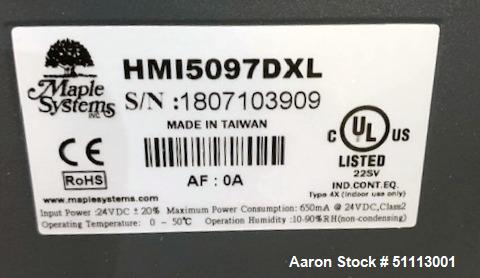 Maple
Systems
INC.
HMI5097DXL
S/N :1807103909
MADE IN TAIWAN
CE
RoHS
AF : 0A
C UL US
LISTED
22SV
IND.CONT.EQ.
Type 4X (Indoor use only)
www.maplesystems.com
Input Power :24VDC ± 20% Maximum Power Consumption: 650mA @ 24VDC, Class2
Operating Temperature: 0 - 50℃ Operation Humidity :10-90%RH(non-condensing)
Aaron Stock # 51113001